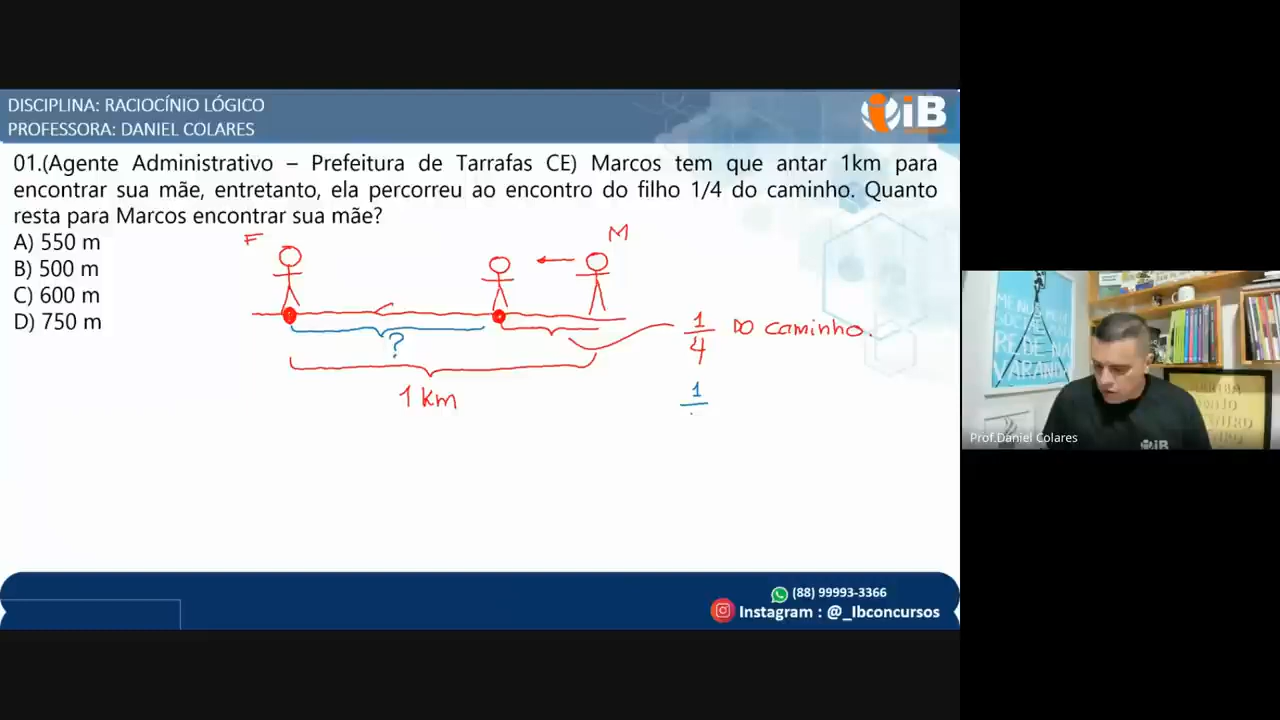 DISCIPLINA: RACIOCÍNIO LÓGICO
PROFESSORA: DANIEL COLARES
iB
01.(Agente Administrativo – Prefeitura de Tarrafas CE) Marcos tem que antar 1km para
encontrar sua mãe, entretanto, ela percorreu ao encontro do filho 1/4 do caminho. Quanto
resta para Marcos encontrar sua mãe?
A) 550 m
B) 500 m
C) 600 m
D) 750 m
F
M
?
1 km
1/4 DO caminho.
1
Prof.Daniel Colares
iB
(88) 99993-3366
Instagram : @_Ibconcursos